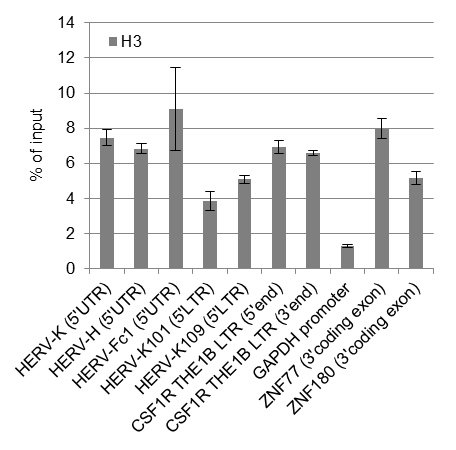 14
12
10
8
6
4
2
0
% of input
H3
HERV-K (5'UTR)
HERV-H (5'UTR)
HERV-Fc1 (5'UTR)
HERV-K101 (5'LTR)
HERV-K109 (5'LTR)
CSF1R THE1B LTR (5'end)
CSF1R THE1B LTR (3'end)
GAPDH promoter
ZNF77 (3'coding exon)
ZNF180 (3'coding exon)